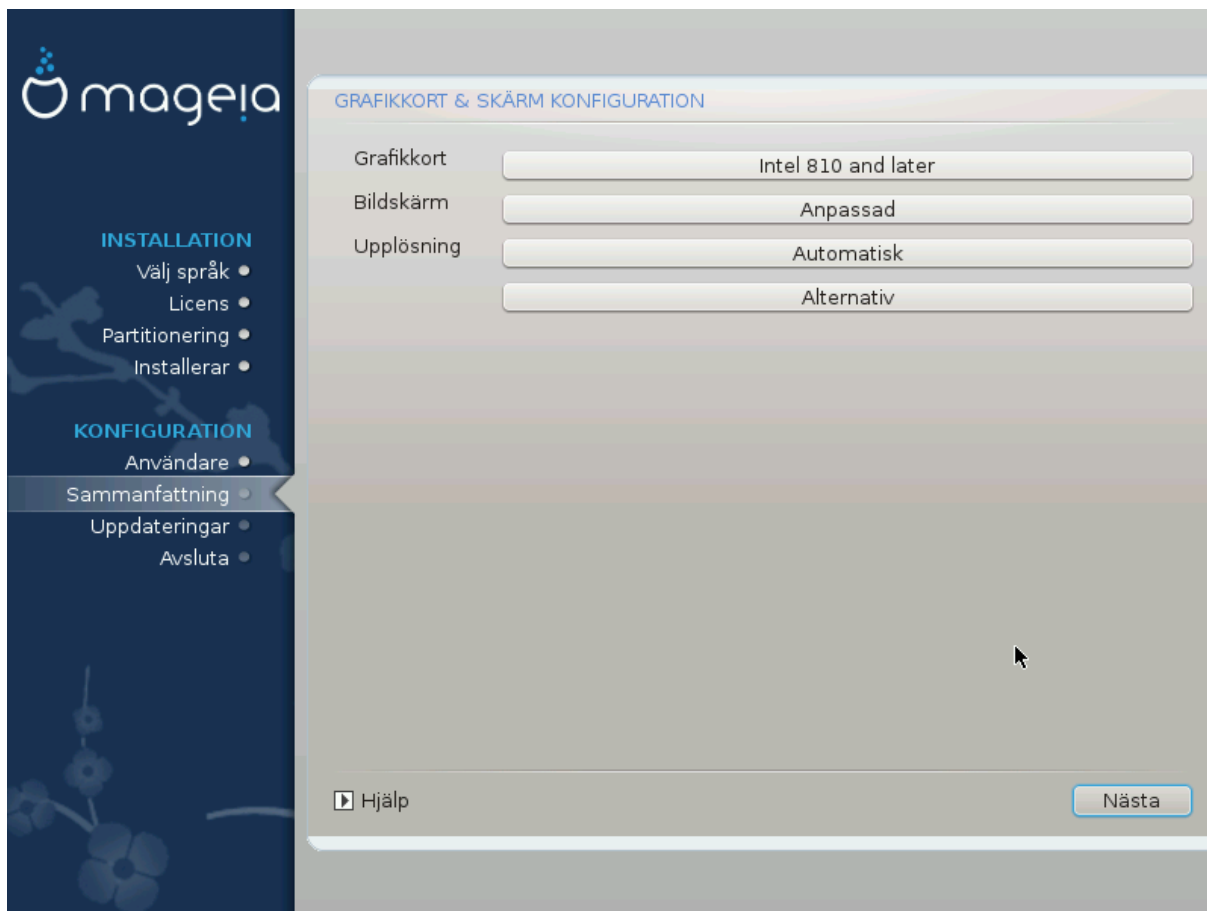 mageia
INSTALLATION
Välj språk
Licens
Partitionering
Installerar
KONFIGURATION
Användare
Sammanfattning
Uppdateringar
Avsluta
GRAFIKKORT & SKÄRM KONFIGURATION
Grafikkort Intel 810 and later
Bildskärm Anpassad
Upplösning Automatisk
Alternativ
Hjälp Nästa